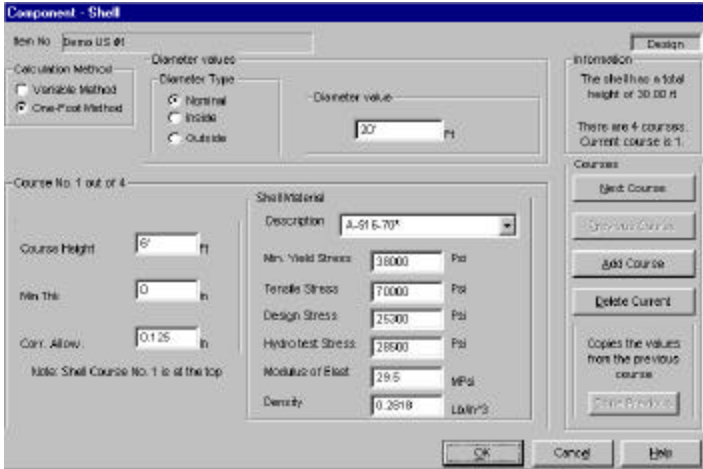 Component - Shell
Item No Demo US #1
Design
Calculation Method
Variable Method
One-Foot Method
Diameter values
Diameter Type
Nominal
Inside
Outside
Diameter value
20' Ft
Information
The shell has a total
height of 30.00 ft
There are 4 courses.
Current course is 1.
Course No. 1 out of 4
Course Height 6' ft
Min Thk 0 in
Corr. Allow. 0.125 in
Note: Shell Course No. 1 is at the top
Shell Material
Description A-516-70*
Min. Yield Stress 38000 Psi
Tensile Stress 70000 Psi
Design Stress 25300 Psi
Hydrotest Stress 28500 Psi
Modulus of Elast 29.5 MPsi
Density 0.2818 Lb/in^3
Courses
Next Course
Previous Course
Add Course
Delete Current
Copies the values
from the previous
course
Previous
OK Cancel Help